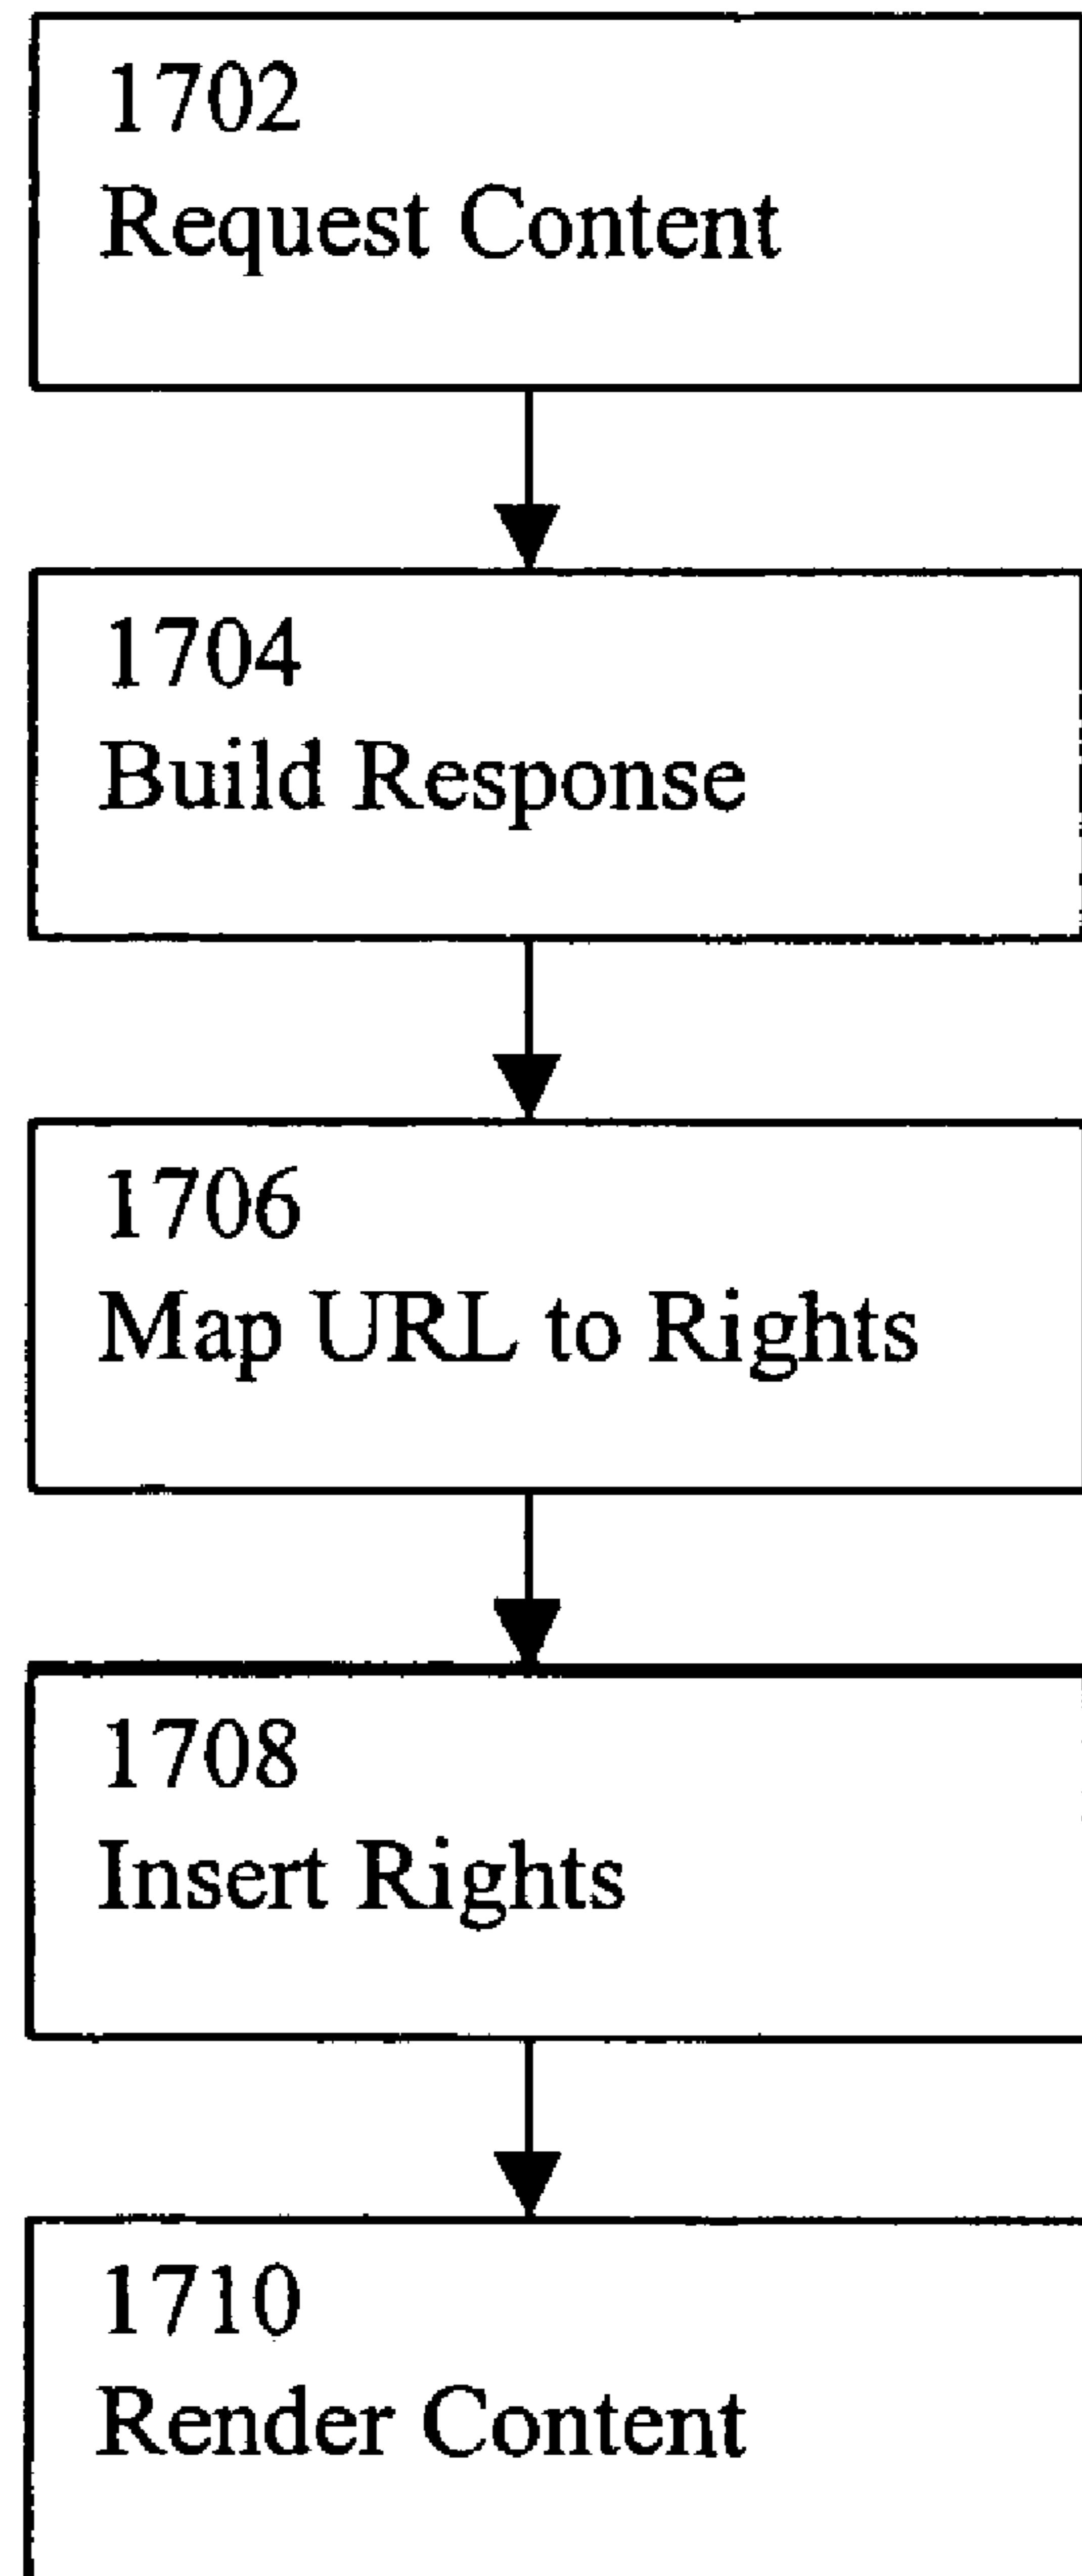 1702
Request Content
1704
Build Response
1706
Map URL to Rights
1708
Insert Rights
1710
Render Content